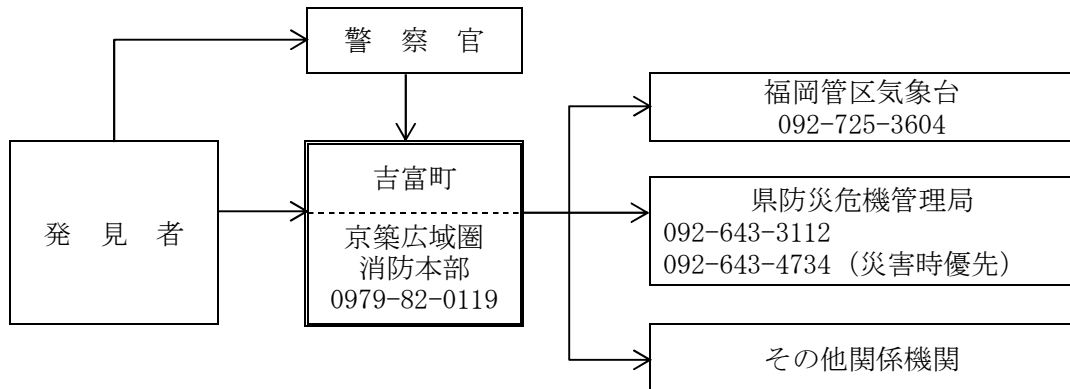 警 察 官
福岡管区気象台
092-725-3604
発 見 者
吉富町
京築広域圏
消防本部
0979-82-0119
県防災危機管理局
092-643-3112
092-643-4734（災害時優先）
その他関係機関